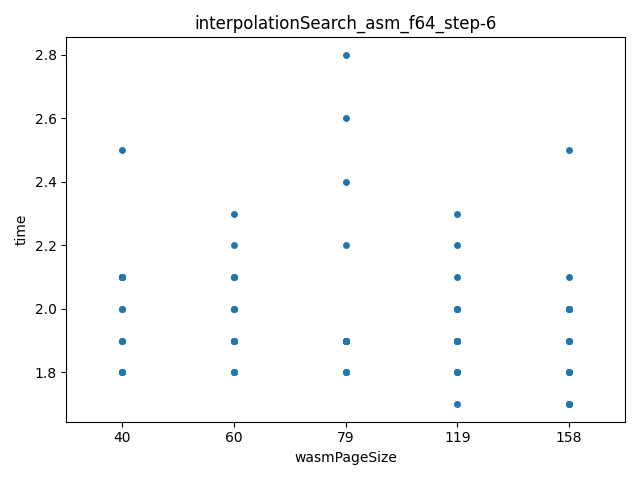 interpolationSearch_asm_f64_step-6
time
2.8
2.6
2.4
2.2
2.0
1.8
40 60 79 119 158
wasmPageSize